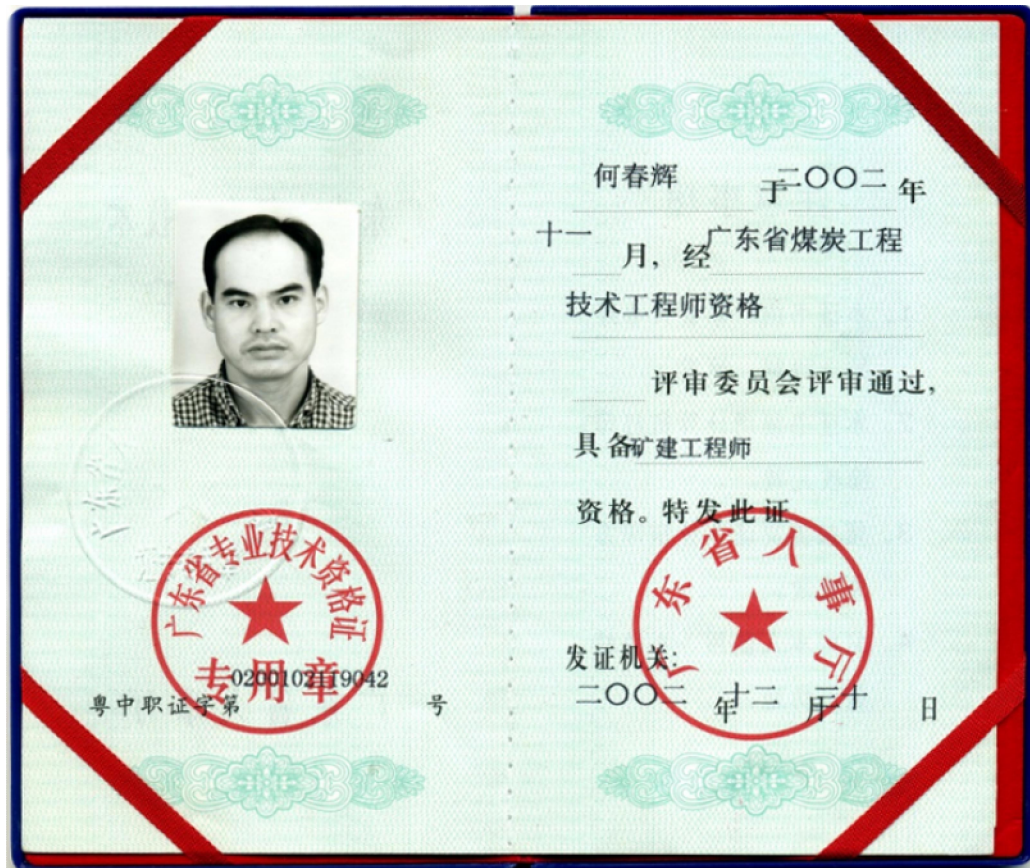 广东省专业技术资格证
专用章
0200102119042
粤中职证字第 号
何春辉 于二〇〇二年
十一月，经广东省煤炭工程
技术工程师资格
评审委员会评审通过，
具备矿建工程师
资格。特发此证
广东省人事厅
发证机关：
二〇〇二年十二月三十日